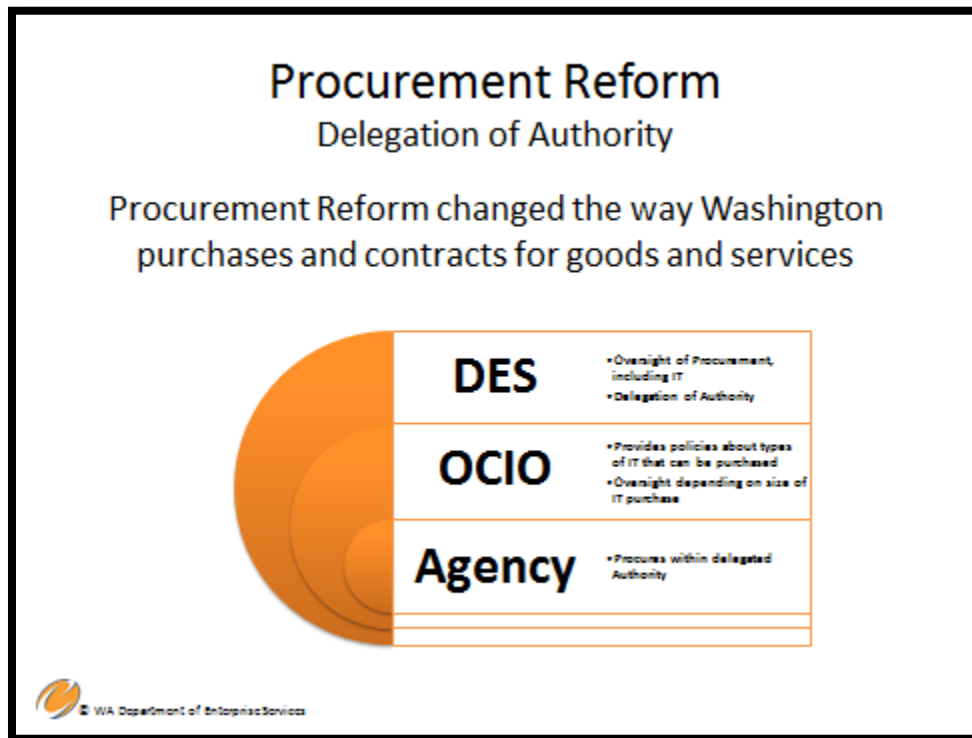 Procurement Reform
Delegation of Authority
Procurement Reform changed the way Washington
purchases and contracts for goods and services
DES
•Oversight of Procurement,
including IT
•Delegation of Authority
OCIO
•Provides policies about types
of IT that can be purchased
•Oversight depending on size of
IT purchase
Agency
•Procures within delegated
Authority
© WA Department of Enterprise Services